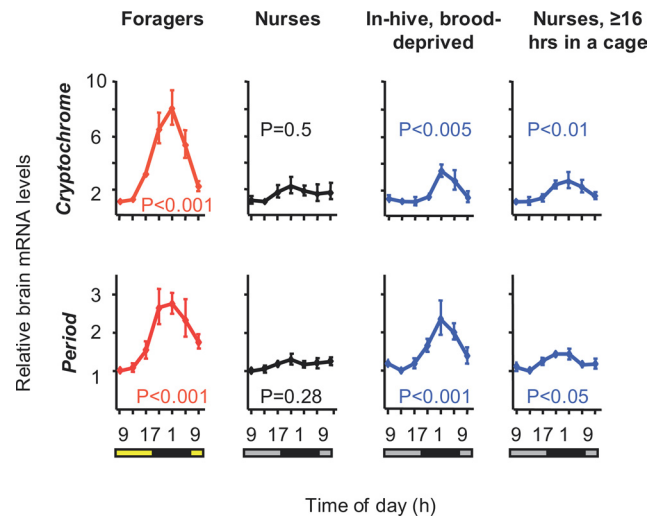 Foragers
Nurses
In-hive, brood-
deprived
Nurses, ≥16
hrs in a cage
Relative brain mRNA levels
Cryptochrome
10
6
2
P<0.001
P=0.5
P<0.005
P<0.01
Period
3
2
1
P<0.001
P=0.28
P<0.001
P<0.05
9 17 1 9
9 17 1 9
9 17 1 9
9 17 1 9
Time of day (h)